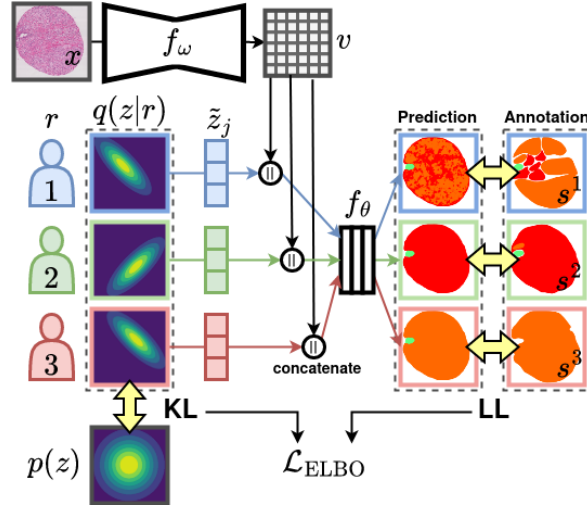 x
f_ω
v
r
q(z|r)
z̃_j
Prediction
Annotation
1
||
s^1
f_θ
2
||
s^2
3
||
s^3
concatenate
KL
LL
p(z)
ℒ_ELBO